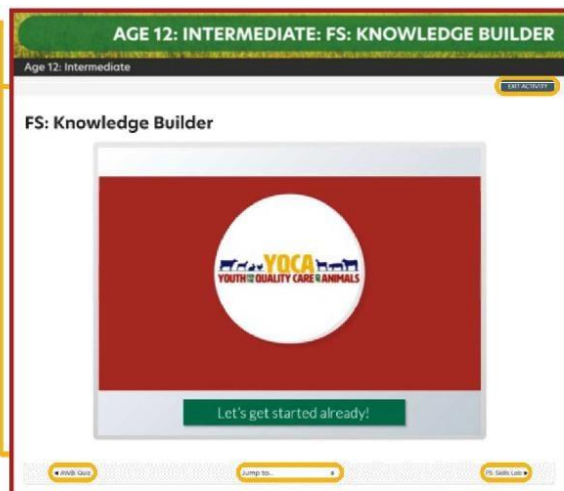 AGE 12: INTERMEDIATE: FS: KNOWLEDGE BUILDER
Age 12: Intermediate
EXIT ACTIVITY
FS: Knowledge Builder
YQCA
YOUTH FOR THE QUALITY CARE OF ANIMALS
Let's get started already!
◄ AWB: Quiz
Jump to...
FS: Skills Lab ►